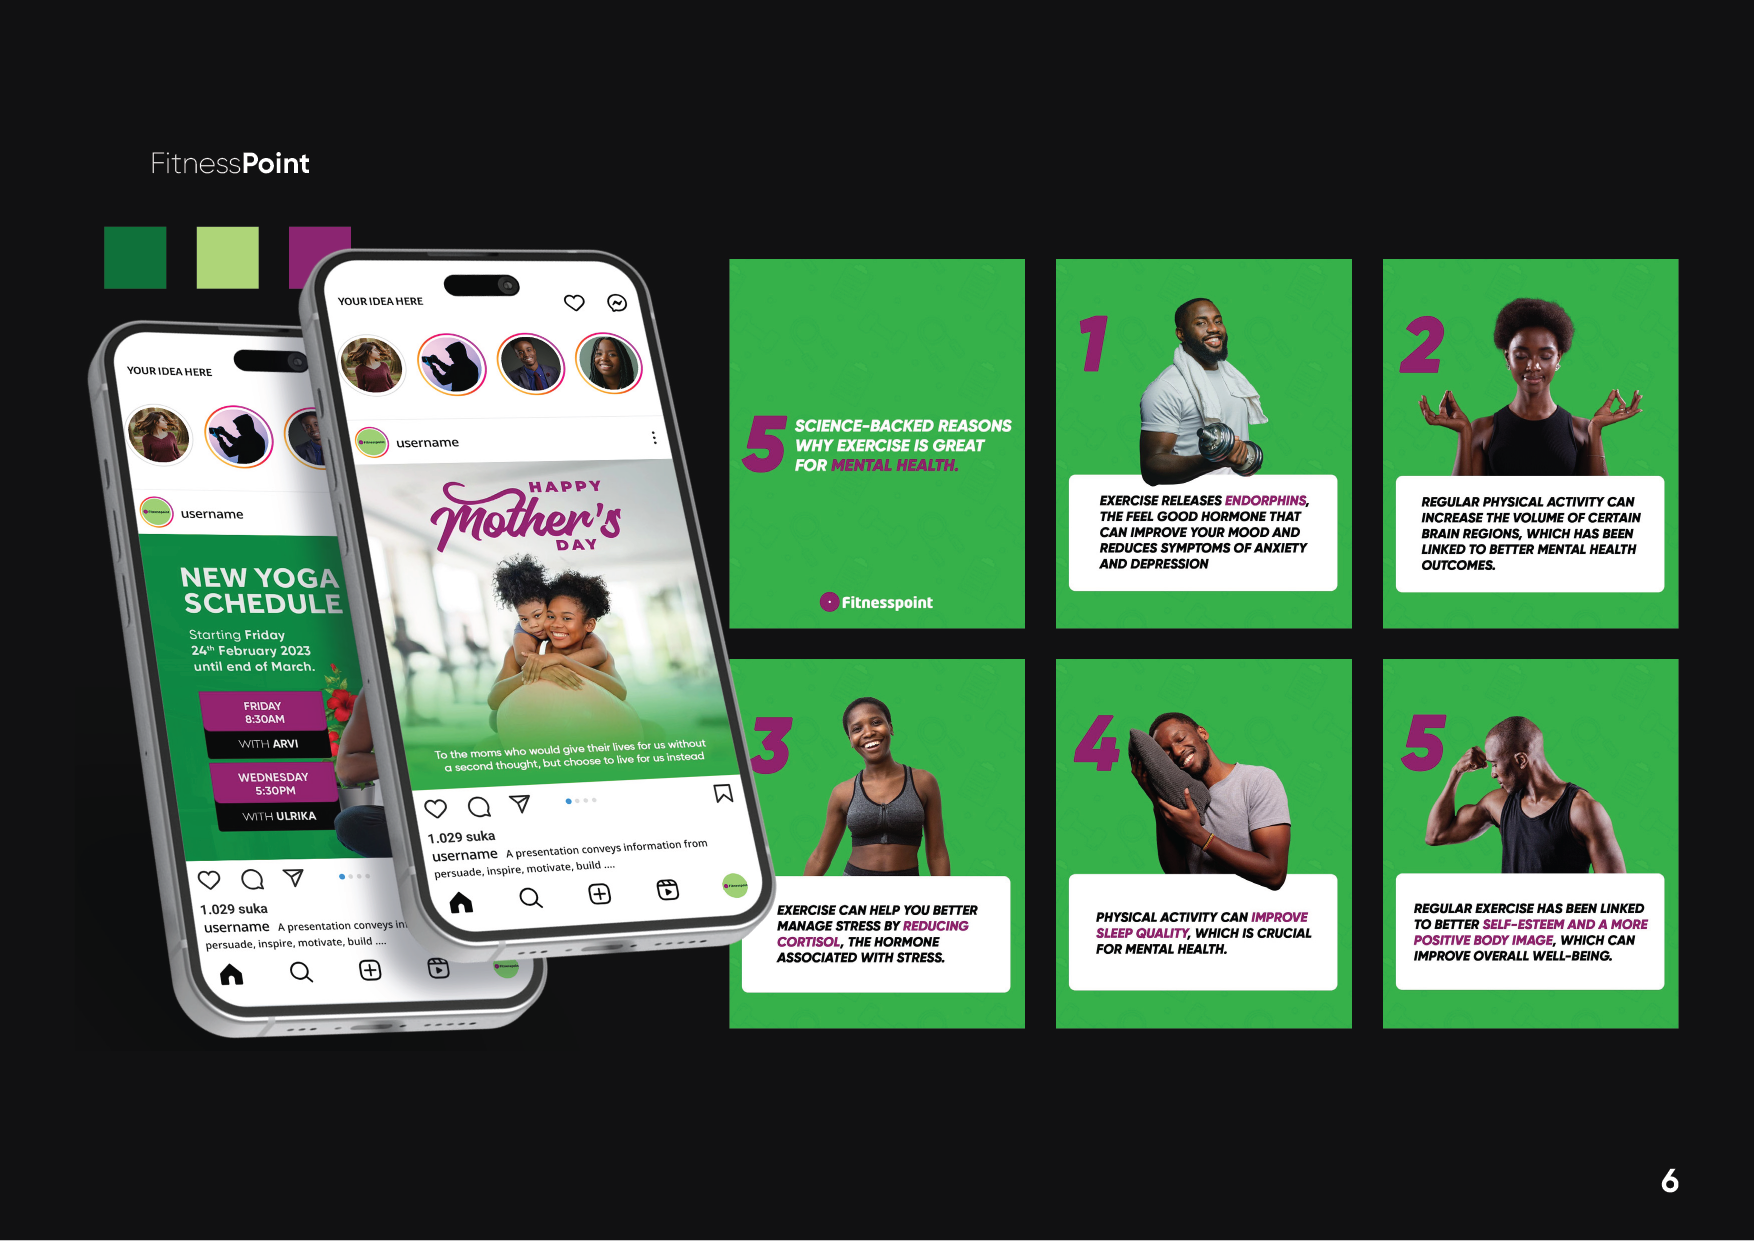 FitnessPoint
YOUR IDEA HERE
username
NEW YOGA
SCHEDULE
Starting Friday
24th February 2023
until end of March.
FRIDAY
8:30AM
WITH ARVI
WEDNESDAY
5:30PM
WITH ULRIKA
1.029 suka
username A presentation conveys in
persuade, inspire, motivate, build ....
YOUR IDEA HERE
username
HAPPY
Mother's
DAY
To the moms who would give their lives for us without
a second thought, but choose to live for us instead
1.029 suka
username A presentation conveys information from
persuade, inspire, motivate, build ....
5 SCIENCE-BACKED REASONS
WHY EXERCISE IS GREAT
FOR MENTAL HEALTH.
Fitnesspoint
1
EXERCISE RELEASES ENDORPHINS,
THE FEEL GOOD HORMONE THAT
CAN IMPROVE YOUR MOOD AND
REDUCES SYMPTOMS OF ANXIETY
AND DEPRESSION
2
REGULAR PHYSICAL ACTIVITY CAN
INCREASE THE VOLUME OF CERTAIN
BRAIN REGIONS, WHICH HAS BEEN
LINKED TO BETTER MENTAL HEALTH
OUTCOMES.
3
EXERCISE CAN HELP YOU BETTER
MANAGE STRESS BY REDUCING
CORTISOL, THE HORMONE
ASSOCIATED WITH STRESS.
4
PHYSICAL ACTIVITY CAN IMPROVE
SLEEP QUALITY, WHICH IS CRUCIAL
FOR MENTAL HEALTH.
5
REGULAR EXERCISE HAS BEEN LINKED
TO BETTER SELF-ESTEEM AND A MORE
POSITIVE BODY IMAGE, WHICH CAN
IMPROVE OVERALL WELL-BEING.
6